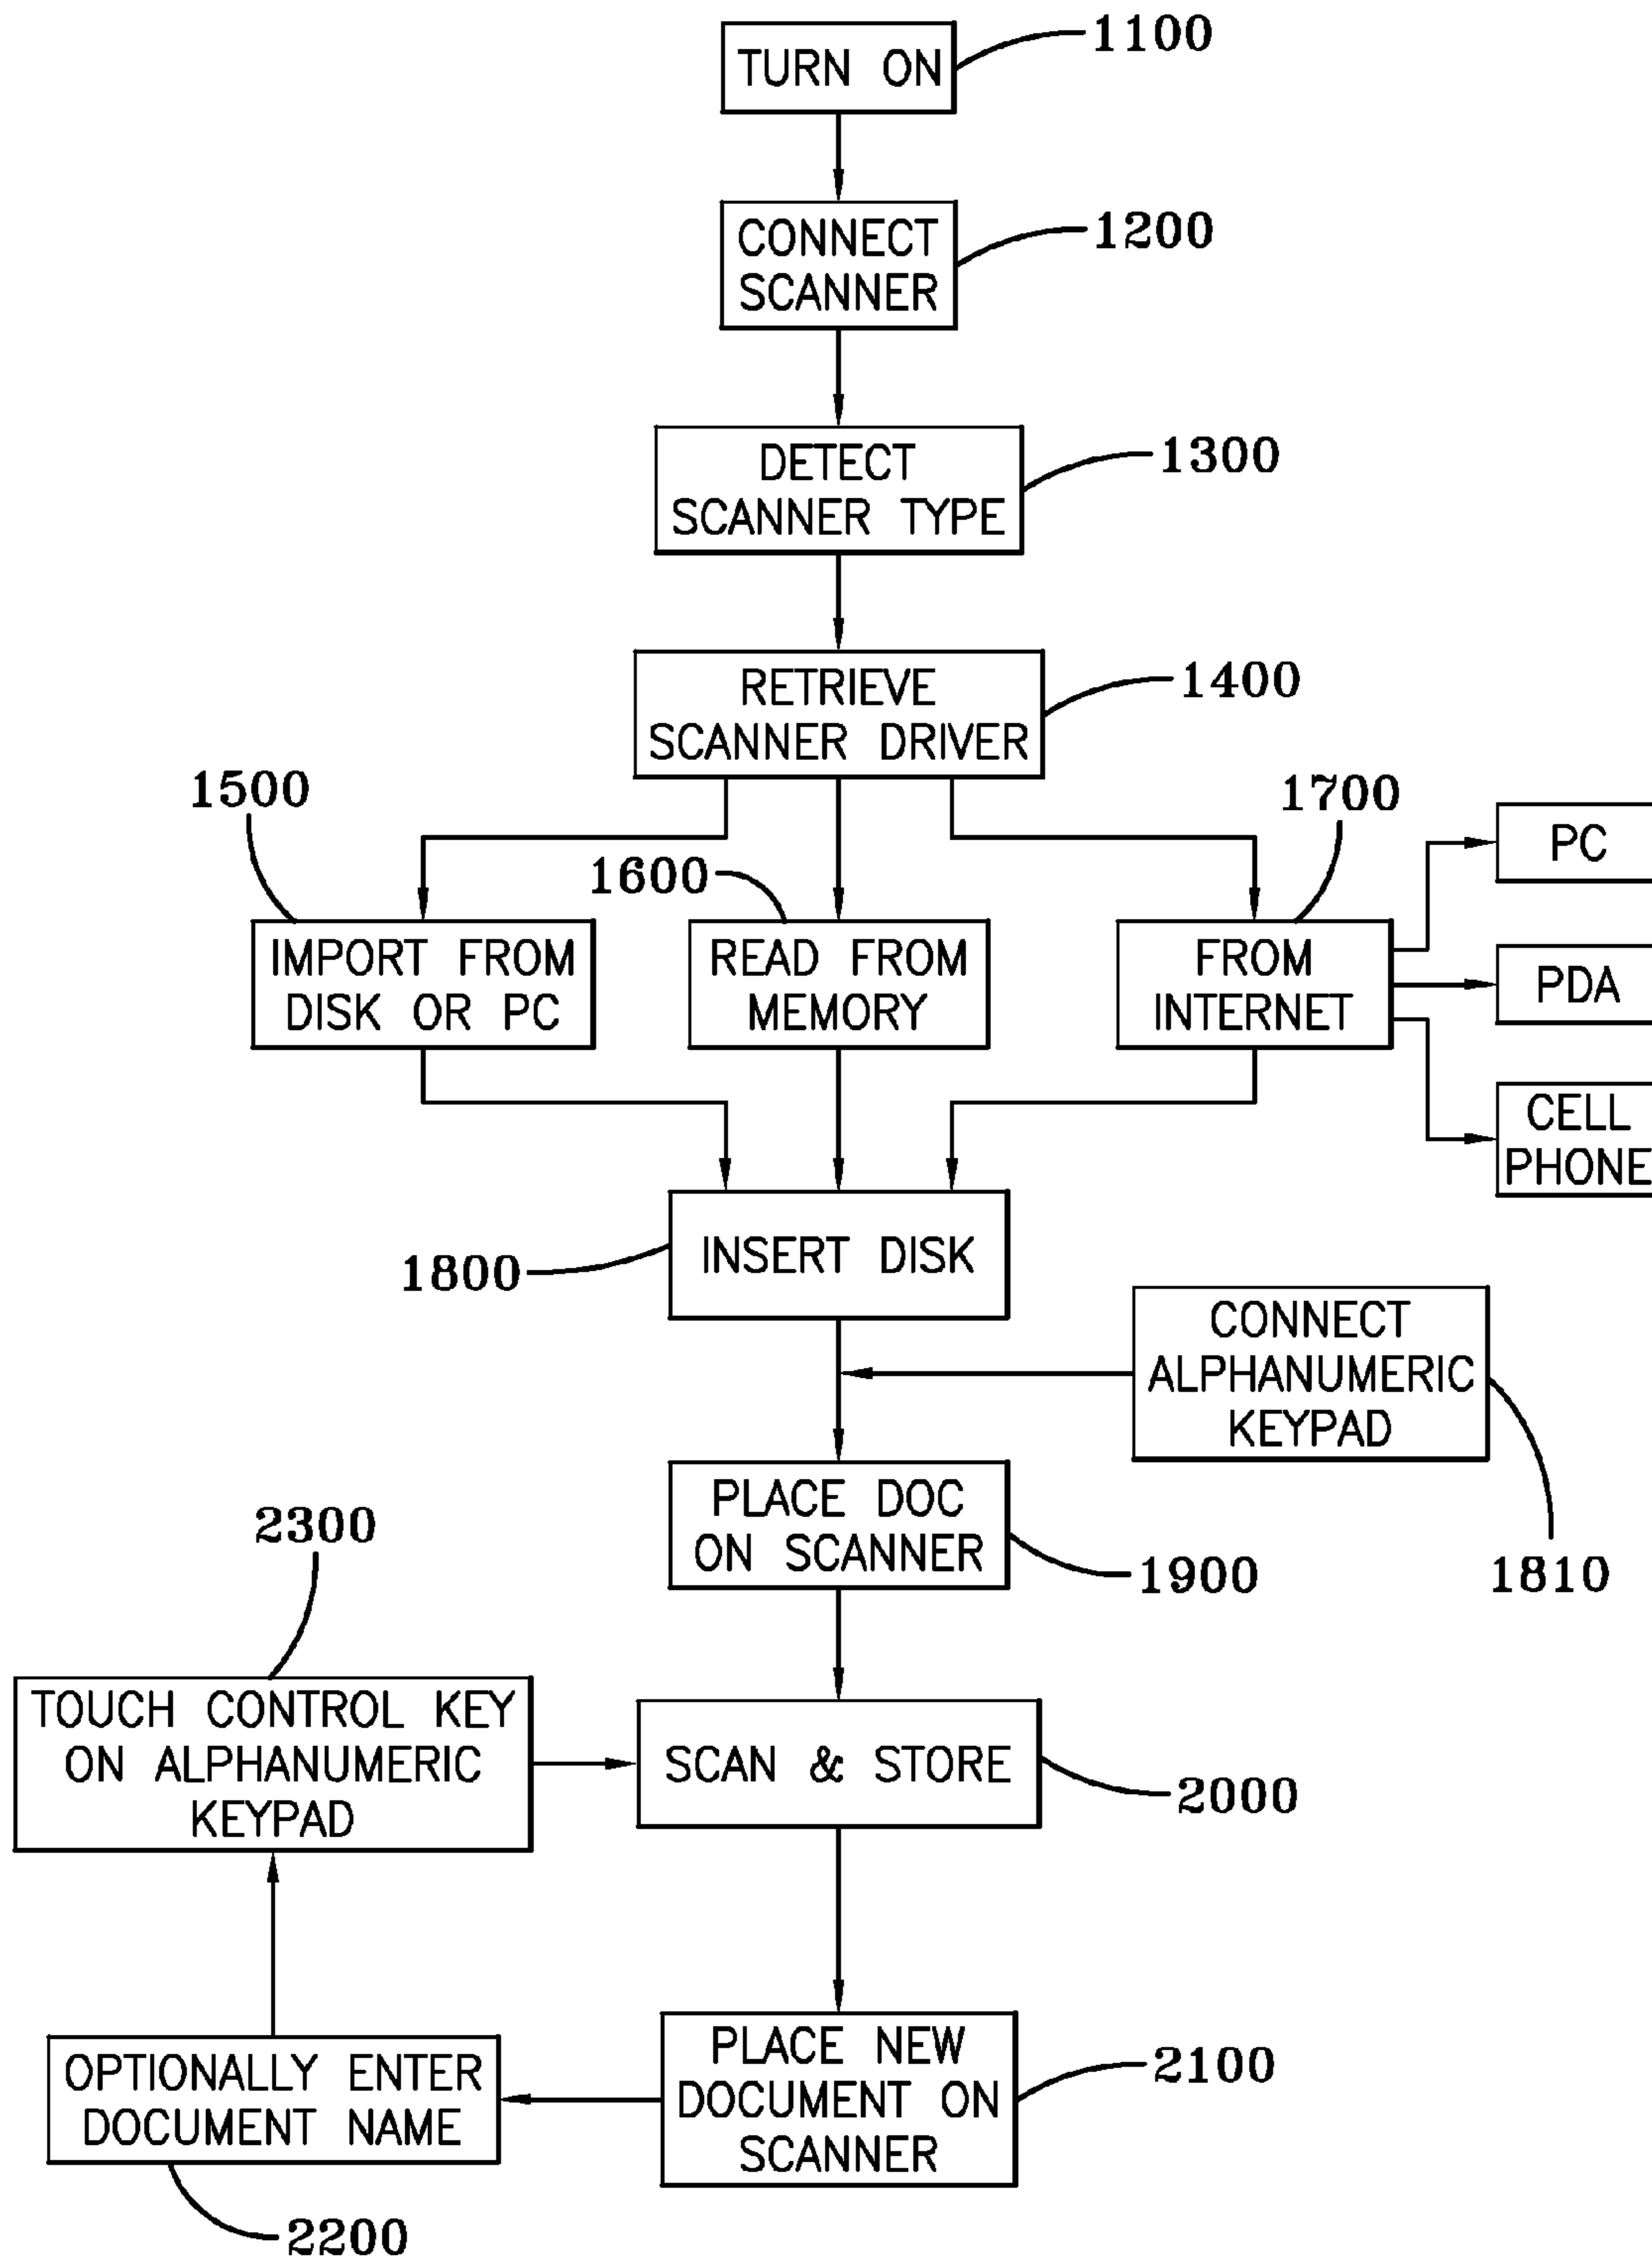 TURN ON
1100
CONNECT
SCANNER
1200
DETECT
SCANNER TYPE
1300
RETRIEVE
SCANNER DRIVER
1400
1500
IMPORT FROM
DISK OR PC
1600
READ FROM
MEMORY
1700
FROM
INTERNET
PC
PDA
CELL
PHONE
INSERT DISK
1800
CONNECT
ALPHANUMERIC
KEYPAD
1810
PLACE DOC
ON SCANNER
1900
2300
TOUCH CONTROL KEY
ON ALPHANUMERIC
KEYPAD
SCAN & STORE
2000
PLACE NEW
DOCUMENT ON
SCANNER
2100
OPTIONALLY ENTER
DOCUMENT NAME
2200